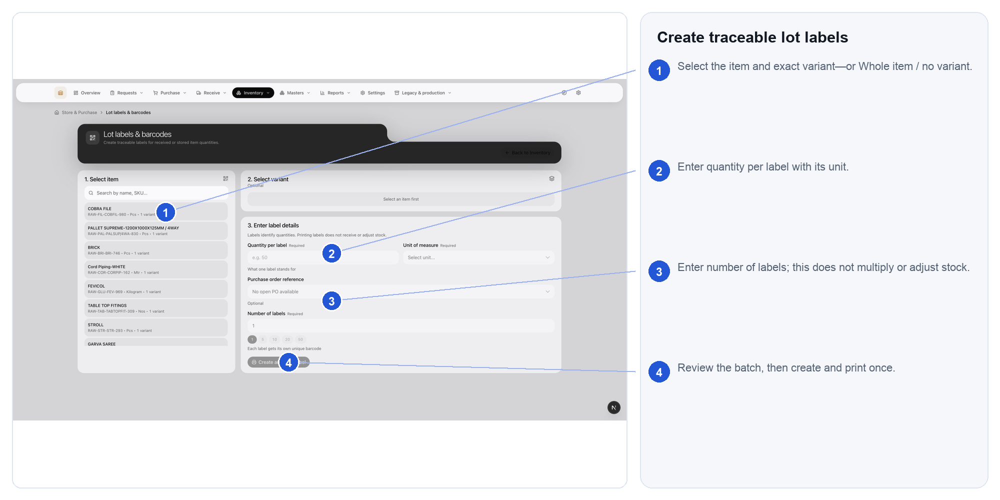 Overview
Requests
Purchase
Receive
Inventory
Masters
Reports
Settings
Legacy & production
Store & Purchase
Lot labels & barcodes
Lot labels & barcodes
Create traceable labels for received or stored item quantities.
Back to Inventory
1. Select item
Search by name, SKU...
COBRA FILE
RAW-FIL-COBFIL-980 • Pcs • 1 variant
1
PALLET SUPREME-1200X1000X125MM / 4WAY
RAW-PAL-PALSUP/4WA-830 • Pcs • 1 variant
BRICK
RAW-BRI-BRI-746 • Pcs • 1 variant
Cord Piping-WHITE
RAW-COR-CORPIP-162 • Mtr • 1 variant
FEVICOL
RAW-GLU-FEV-969 • Kilogram • 1 variant
TABLE TOP FITINGS
RAW-TAB-TABTOPFIT-309 • Nos • 1 variant
STROLL
RAW-STR-STR-293 • Pcs • 1 variant
GARVA SAREE
2. Select variant
Optional
Select an item first
3. Enter label details
Labels identify quantities. Printing labels does not receive or adjust stock.
Quantity per label Required
e.g. 50
2
What one label stands for
Unit of measure Required
Select unit...
Purchase order reference
No open PO available
3
Optional
Number of labels Required
1
1 5 10 20 50
Each label gets its own unique barcode
Create
4
N
Create traceable lot labels
1 Select the item and exact variant—or Whole item / no variant.
2 Enter quantity per label with its unit.
3 Enter number of labels; this does not multiply or adjust stock.
4 Review the batch, then create and print once.